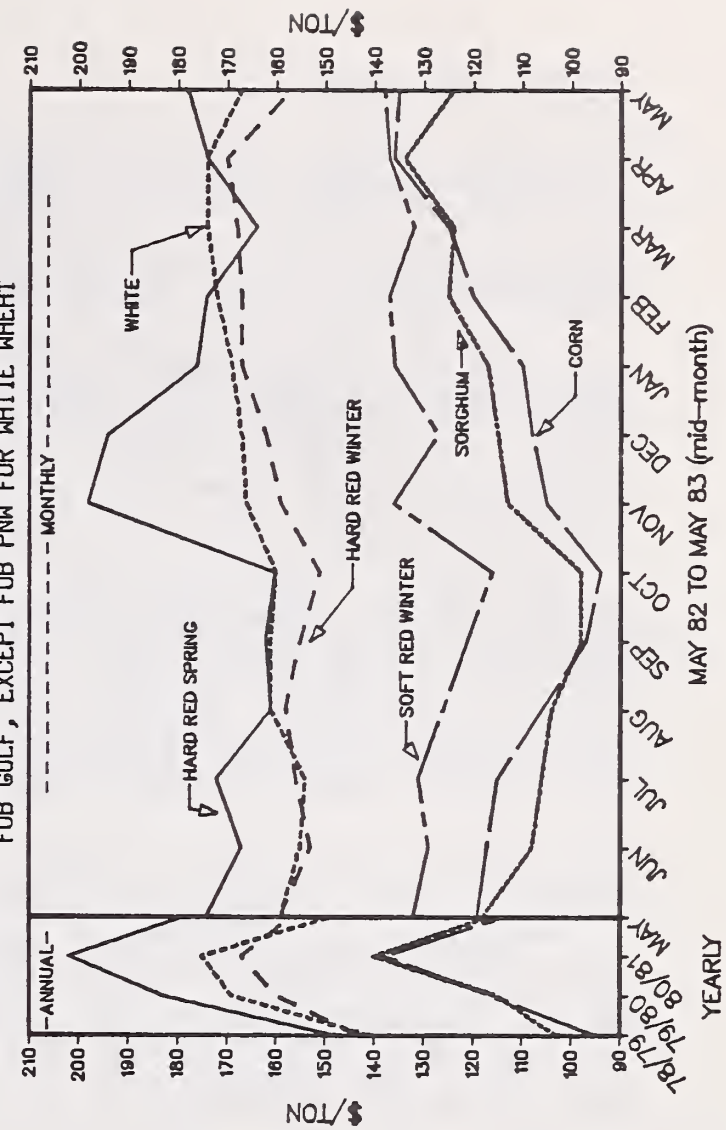 FOB GULF, EXCEPT FOB PNW FOR WHITE WHEAT
$/TON
$/TON
210
200
190
180
170
160
150
140
130
120
110
100
90
210
200
190
180
170
160
150
140
130
120
110
100
90
ANNUAL
MONTHLY
HARD RED SPRING
WHITE
HARD RED WINTER
SOFT RED WINTER
SORGHUM
CORN
78/79
79/80
80/81
MAY
JUN
JUL
AUG
SEP
OCT
NOV
DEC
JAN
FEB
MAR
APR
MAY
YEARLY
MAY 82 TO MAY 83 (mid-month)